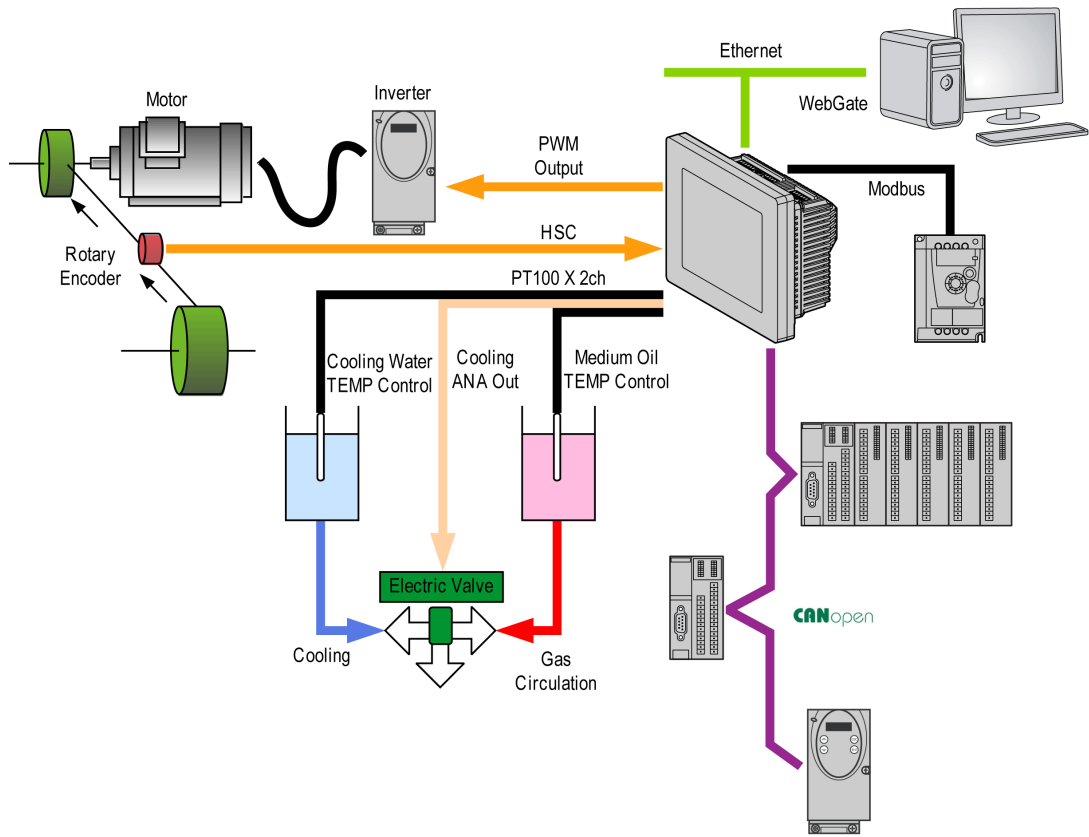 Ethernet
WebGate
Motor
Inverter
PWM
Output
Modbus
HSC
Rotary
Encoder
PT100 X 2ch
Cooling Water
TEMP Control
Cooling
ANA Out
Medium Oil
TEMP Control
Electric Valve
CANopen
Cooling
Gas
Circulation